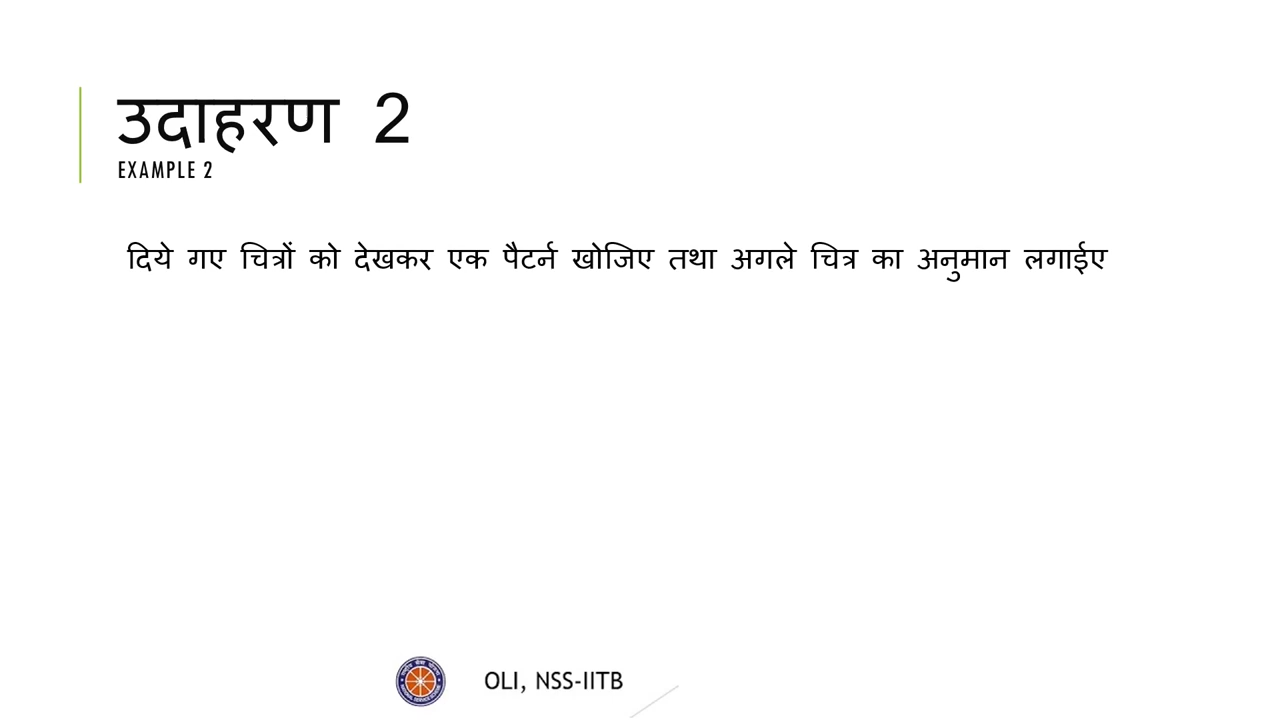 उदाहरण 2
EXAMPLE 2
दिये गए चित्रों को देखकर एक पैटर्न खोजिए तथा अगले चित्र का अनुमान लगाईए
OLI, NSS-IITB